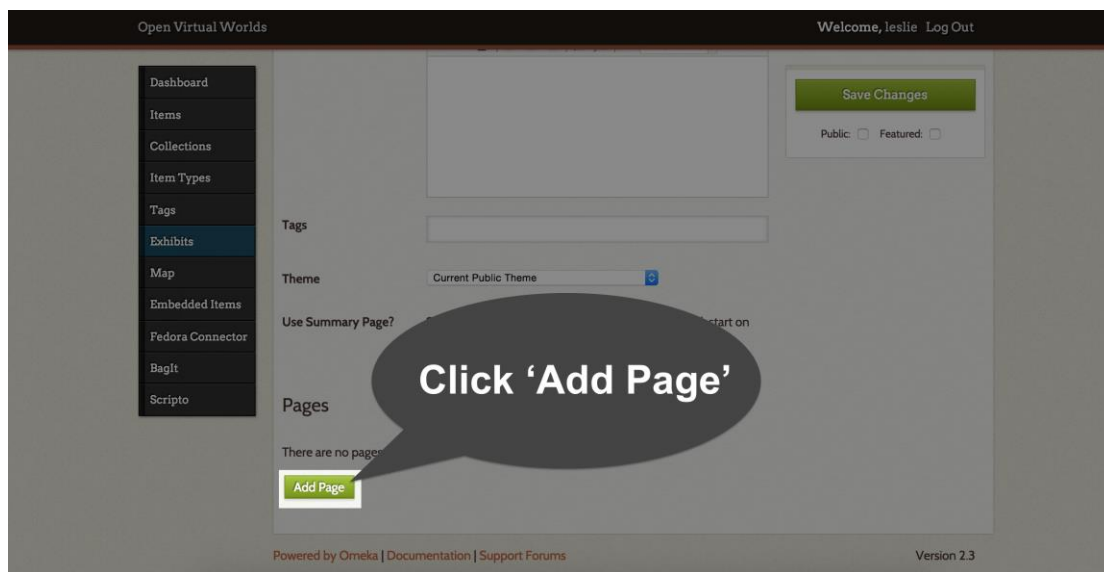 Open Virtual Worlds
Welcome, leslie Log Out
Dashboard
Items
Collections
Item Types
Tags
Exhibits
Map
Embedded Items
Fedora Connector
BagIt
Scripto
Save Changes
Public: Featured:
Tags
Theme Current Public Theme
Use Summary Page? start on
Click ‘Add Page’
Pages
There are no pages
Add Page
Powered by Omeka | Documentation | Support Forums
Version 2.3